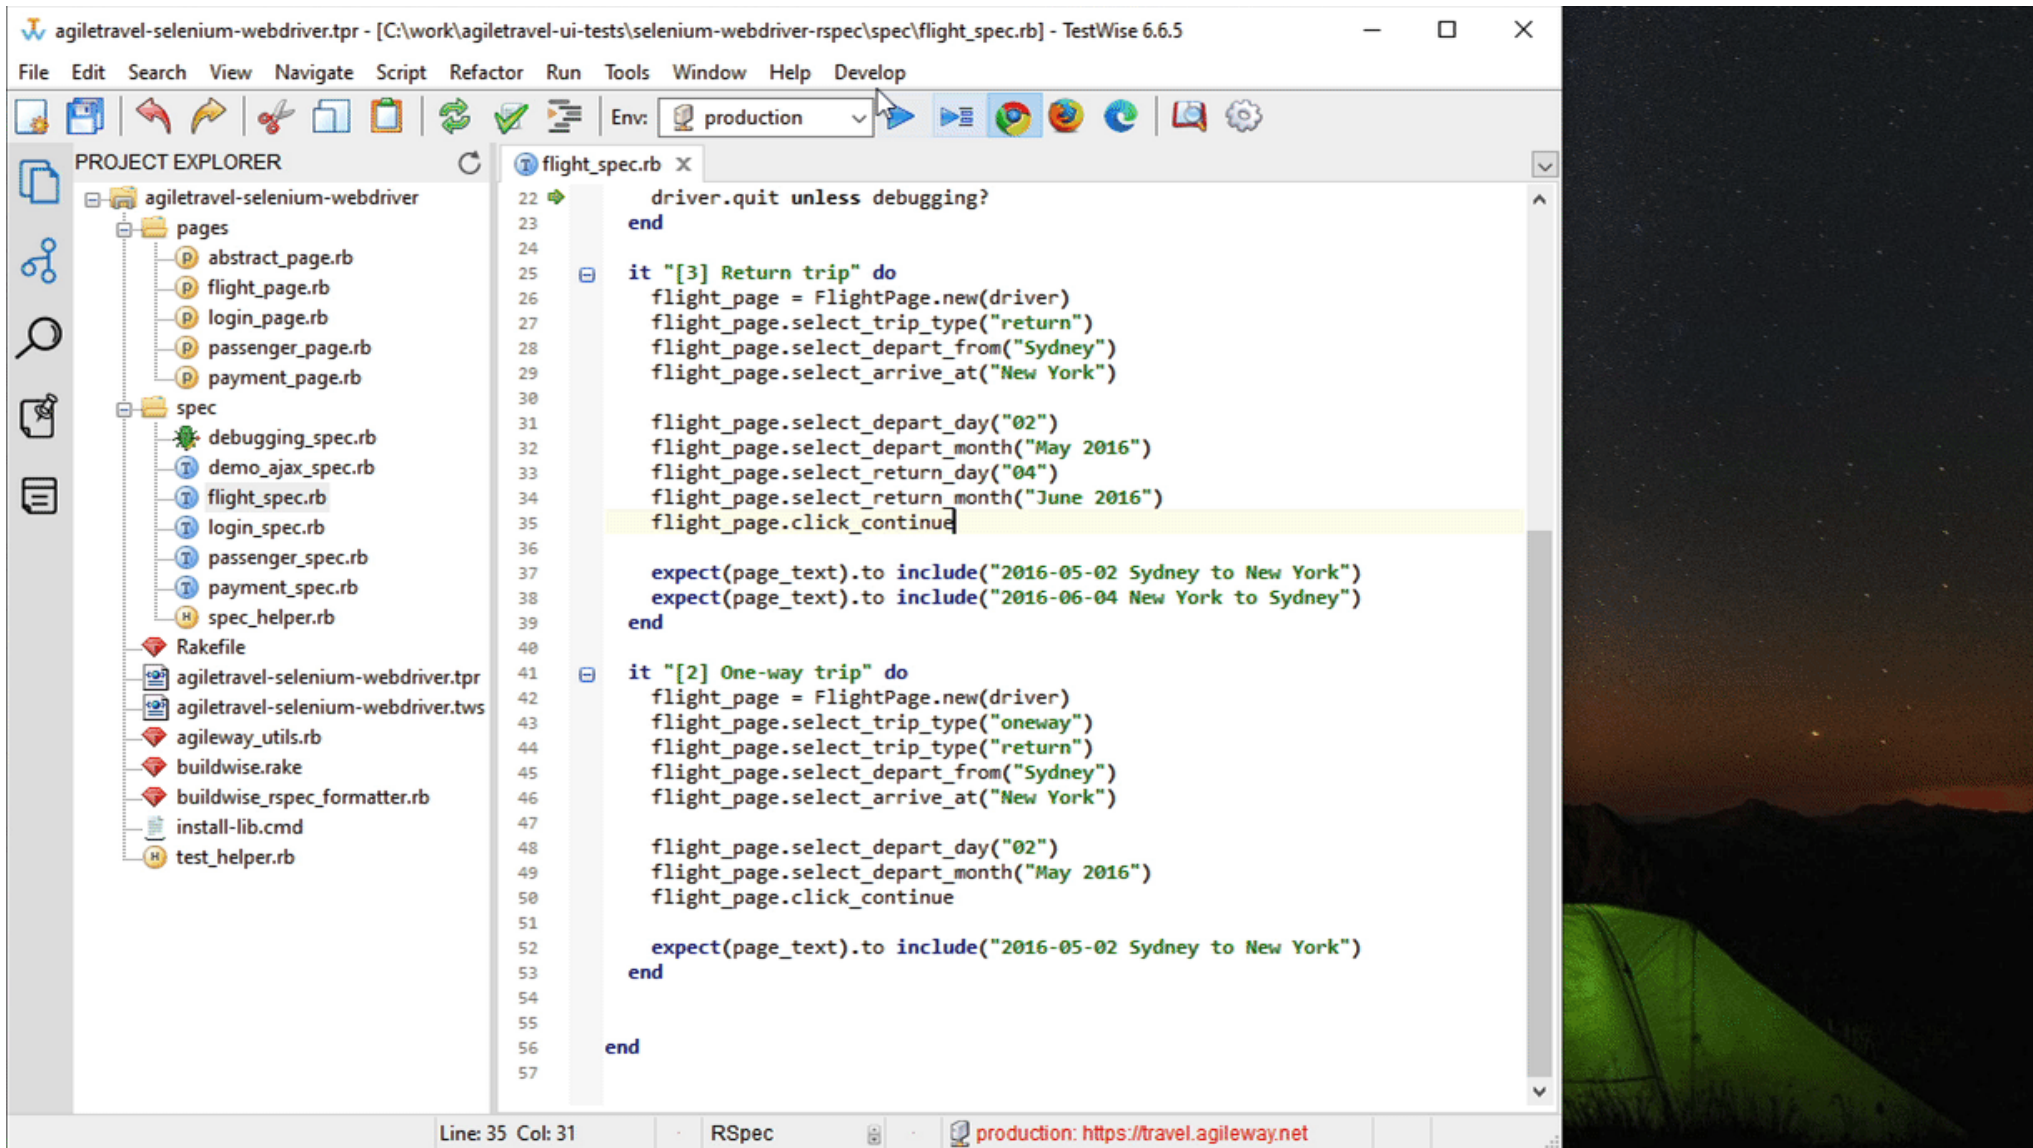 agiletravel-selenium-webdriver.tpr - [C:\work\agiletravel-ui-tests\selenium-webdriver-rspec\spec\flight_spec.rb] - TestWise 6.6.5
File Edit Search View Navigate Script Refactor Run Tools Window Help Develop
Env: production
PROJECT EXPLORER
agiletravel-selenium-webdriver
pages
abstract_page.rb
flight_page.rb
login_page.rb
passenger_page.rb
payment_page.rb
spec
debugging_spec.rb
demo_ajax_spec.rb
flight_spec.rb
login_spec.rb
passenger_spec.rb
payment_spec.rb
spec_helper.rb
Rakefile
agiletravel-selenium-webdriver.tpr
agiletravel-selenium-webdriver.tws
agileway_utils.rb
buildwise.rake
buildwise_rspec_formatter.rb
install-lib.cmd
test_helper.rb
flight_spec.rb
22 driver.quit unless debugging?
23 end
24
25 it "[3] Return trip" do
26 flight_page = FlightPage.new(driver)
27 flight_page.select_trip_type("return")
28 flight_page.select_depart_from("Sydney")
29 flight_page.select_arrive_at("New York")
30
31 flight_page.select_depart_day("02")
32 flight_page.select_depart_month("May 2016")
33 flight_page.select_return_day("04")
34 flight_page.select_return_month("June 2016")
35 flight_page.click_continue
36
37 expect(page_text).to include("2016-05-02 Sydney to New York")
38 expect(page_text).to include("2016-06-04 New York to Sydney")
39 end
40
41 it "[2] One-way trip" do
42 flight_page = FlightPage.new(driver)
43 flight_page.select_trip_type("oneway")
44 flight_page.select_trip_type("return")
45 flight_page.select_depart_from("Sydney")
46 flight_page.select_arrive_at("New York")
47
48 flight_page.select_depart_day("02")
49 flight_page.select_depart_month("May 2016")
50 flight_page.click_continue
51
52 expect(page_text).to include("2016-05-02 Sydney to New York")
53 end
54
55
56 end
57
Line: 35 Col: 31 RSpec production: https://travel.agileway.net